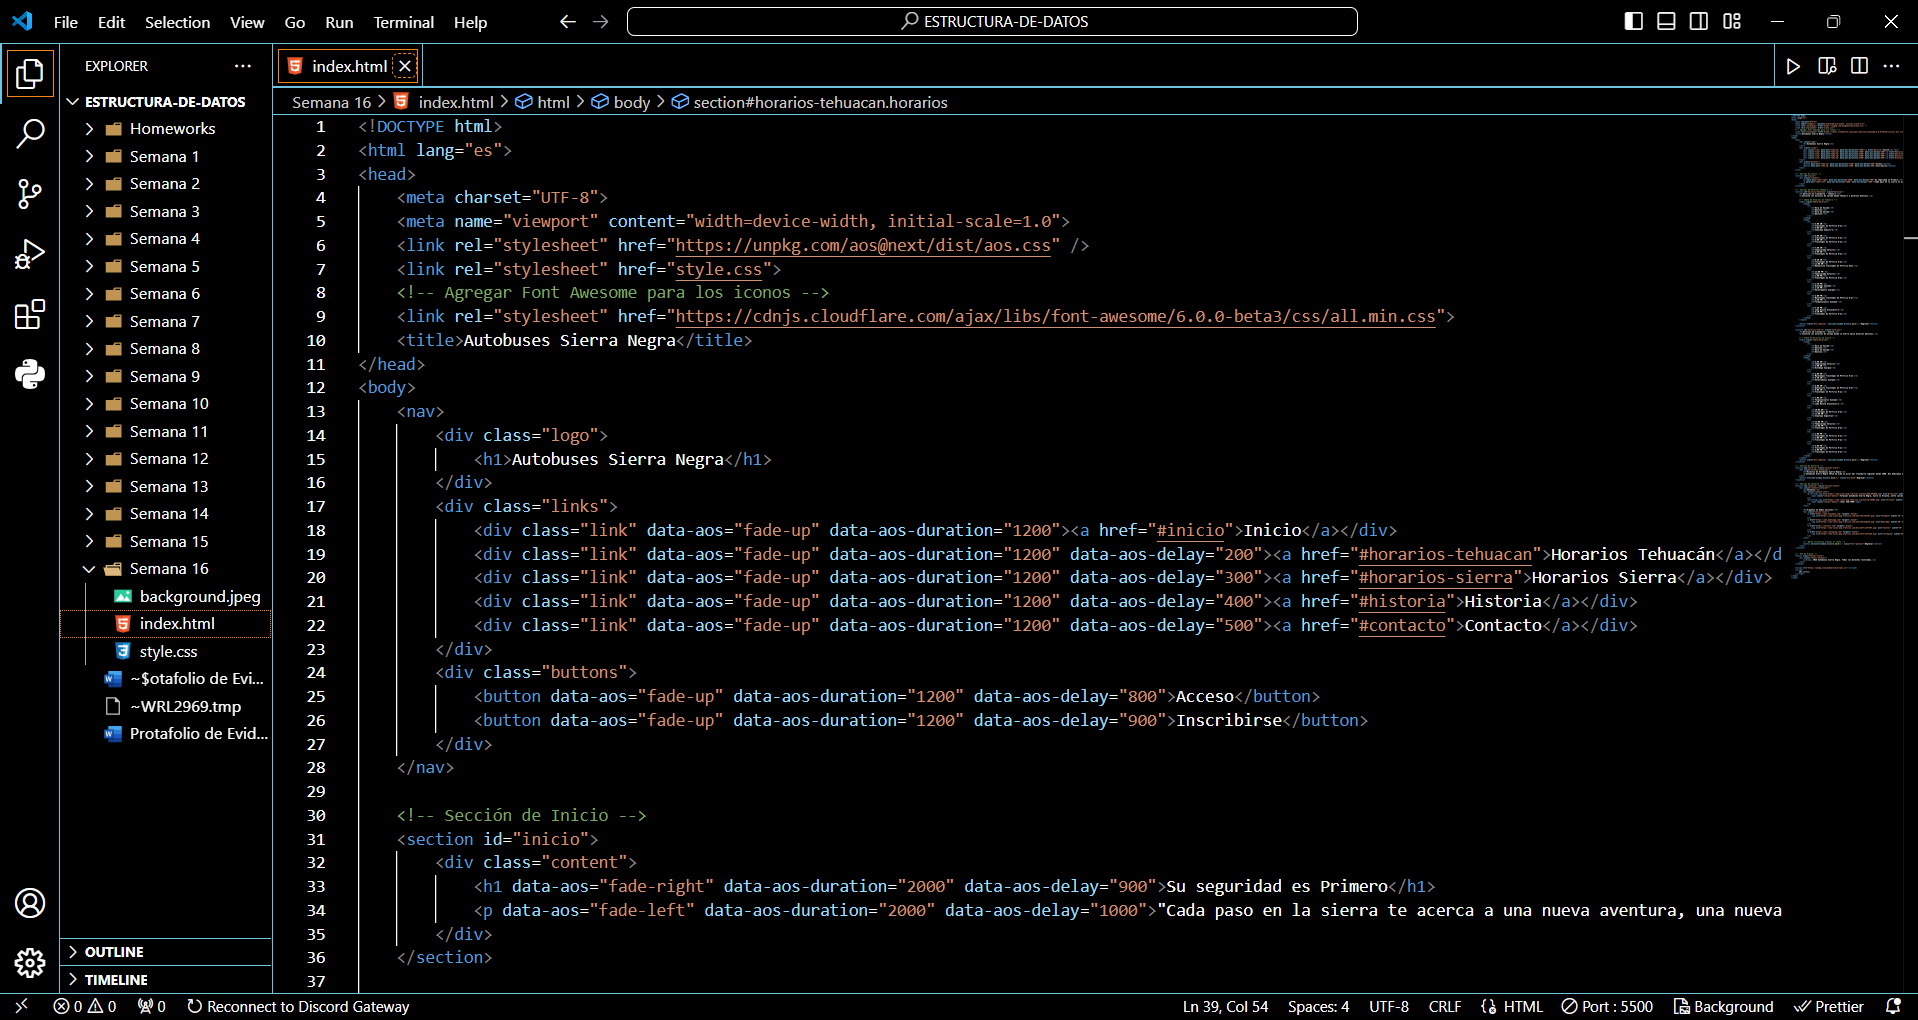 File Edit Selection View Go Run Terminal Help
ESTRUCTURA-DE-DATOS
EXPLORER
ESTRUCTURA-DE-DATOS
Homeworks
Semana 1
Semana 2
Semana 3
Semana 4
Semana 5
Semana 6
Semana 7
Semana 8
Semana 9
Semana 10
Semana 11
Semana 12
Semana 13
Semana 14
Semana 15
Semana 16
background.jpeg
index.html
style.css
~$otafolio de Evi...
~WRL2969.tmp
Protafolio de Evid...
OUTLINE
TIMELINE
index.html
Semana 16 > index.html > html > body > section#horarios-tehuacan.horarios
1 <!DOCTYPE html>
2 <html lang="es">
3 <head>
4 <meta charset="UTF-8">
5 <meta name="viewport" content="width=device-width, initial-scale=1.0">
6 <link rel="stylesheet" href="https://unpkg.com/aos@next/dist/aos.css" />
7 <link rel="stylesheet" href="style.css">
8 <!-- Agregar Font Awesome para los iconos -->
9 <link rel="stylesheet" href="https://cdnjs.cloudflare.com/ajax/libs/font-awesome/6.0.0-beta3/css/all.min.css">
10 <title>Autobuses Sierra Negra</title>
11 </head>
12 <body>
13 <nav>
14 <div class="logo">
15 <h1>Autobuses Sierra Negra</h1>
16 </div>
17 <div class="links">
18 <div class="link" data-aos="fade-up" data-aos-duration="1200"><a href="#inicio">Inicio</a></div>
19 <div class="link" data-aos="fade-up" data-aos-duration="1200" data-aos-delay="200"><a href="#horarios-tehuacan">Horarios Tehuacán</a></d
20 <div class="link" data-aos="fade-up" data-aos-duration="1200" data-aos-delay="300"><a href="#horarios-sierra">Horarios Sierra</a></div>
21 <div class="link" data-aos="fade-up" data-aos-duration="1200" data-aos-delay="400"><a href="#historia">Historia</a></div>
22 <div class="link" data-aos="fade-up" data-aos-duration="1200" data-aos-delay="500"><a href="#contacto">Contacto</a></div>
23 </div>
24 <div class="buttons">
25 <button data-aos="fade-up" data-aos-duration="1200" data-aos-delay="800">Acceso</button>
26 <button data-aos="fade-up" data-aos-duration="1200" data-aos-delay="900">Inscribirse</button>
27 </div>
28 </nav>
29
30 <!-- Sección de Inicio -->
31 <section id="inicio">
32 <div class="content">
33 <h1 data-aos="fade-right" data-aos-duration="2000" data-aos-delay="900">Su seguridad es Primero</h1>
34 <p data-aos="fade-left" data-aos-duration="2000" data-aos-delay="1000">"Cada paso en la sierra te acerca a una nueva aventura, una nueva
35 </div>
36 </section>
37
0 0 0 Reconnect to Discord Gateway
Ln 39, Col 54 Spaces: 4 UTF-8 CRLF {} HTML Port : 5500 Background Prettier